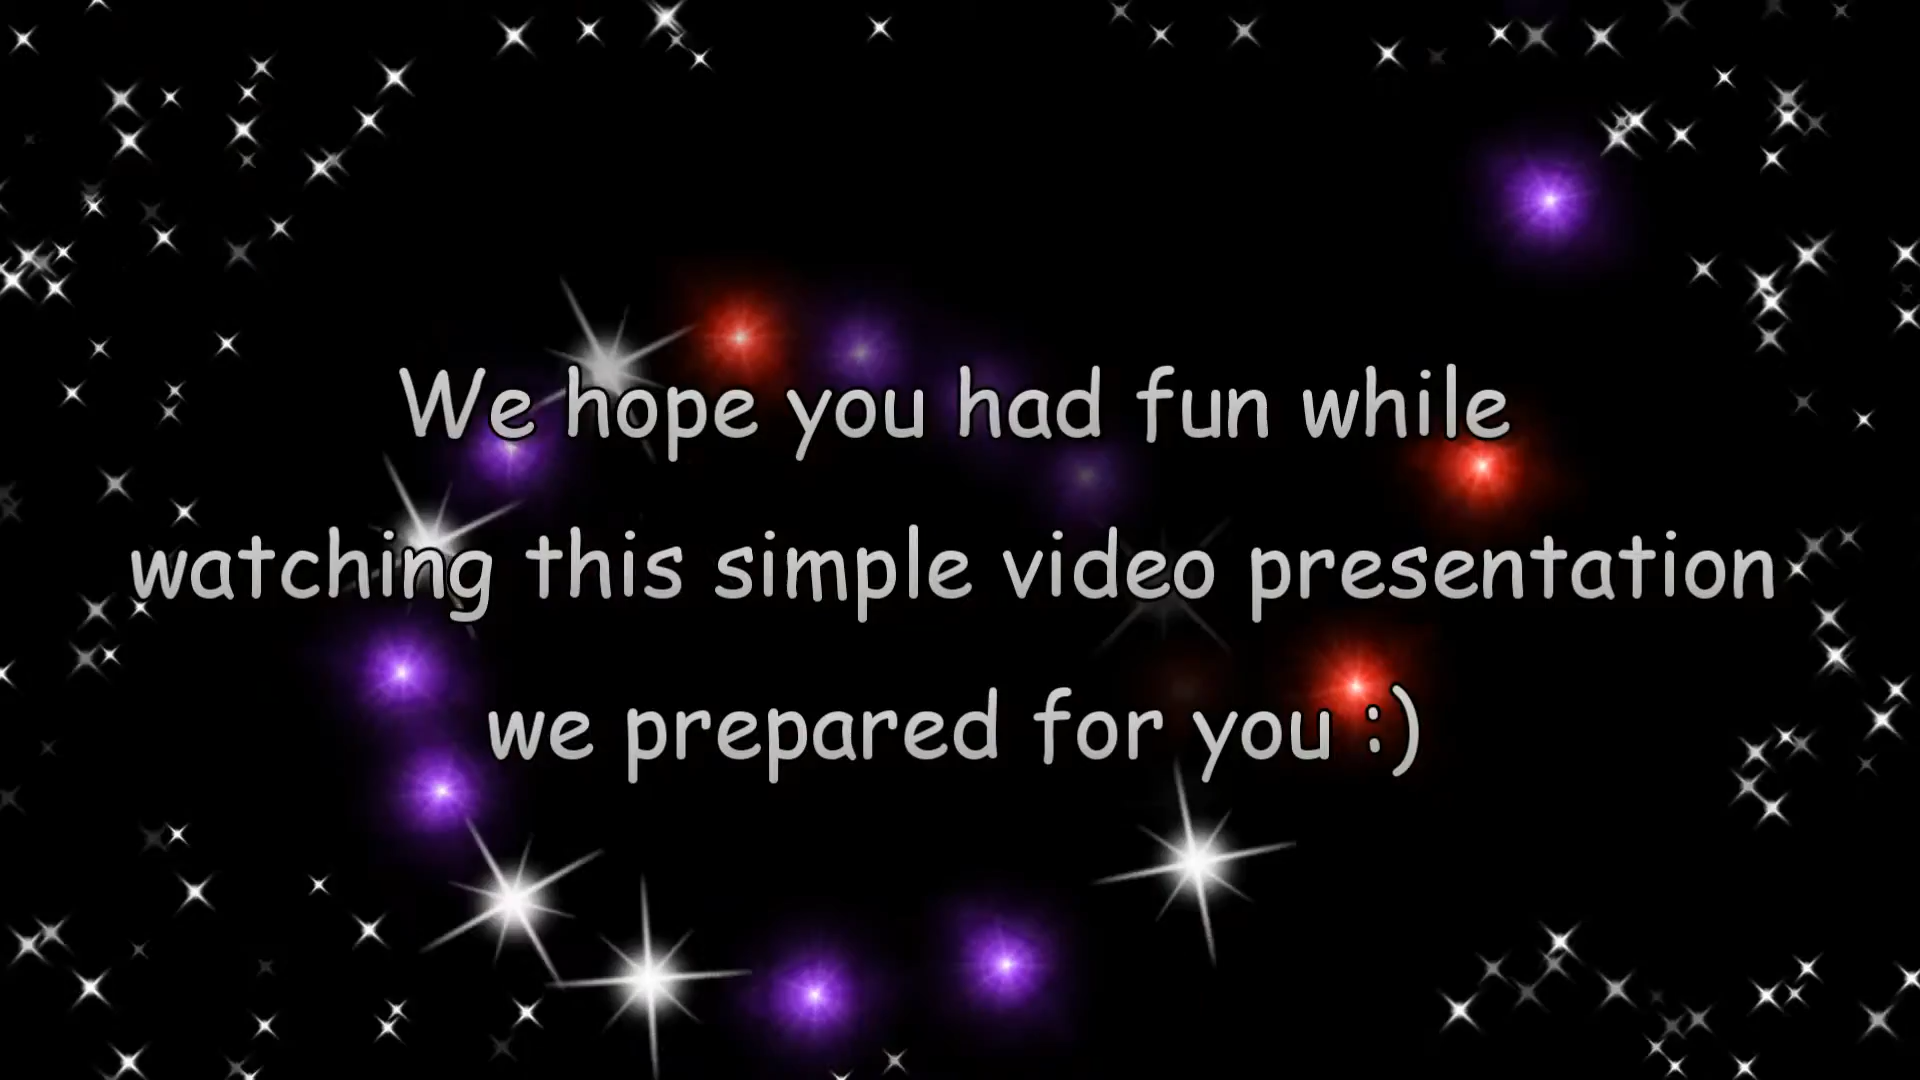 We hope you had fun while
watching this simple video presentation
we prepared for you :)